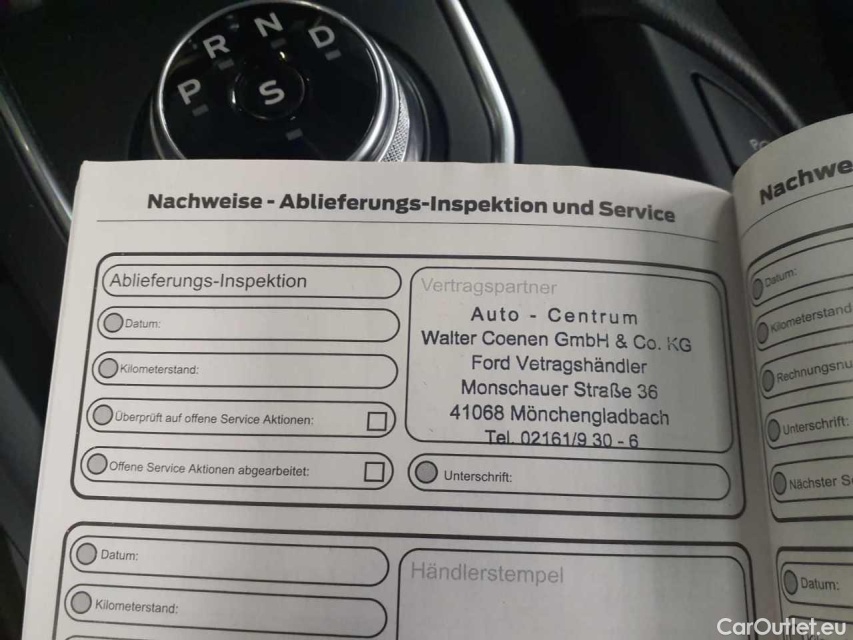 P R N D
S
Nachweise - Ablieferungs-Inspektion und Service
Ablieferungs-Inspektion
Datum:
Kilometerstand:
Überprüft auf offene Service Aktionen:
Offene Service Aktionen abgearbeitet:
Vertragspartner
Auto - Centrum
Walter Coenen GmbH & Co. KG
Ford Vetragshändler
Monschauer Straße 36
41068 Mönchengladbach
Tel. 02161/9 30 - 6
Unterschrift:
Datum:
Kilometerstand:
Händlerstempel
Nachwe
Datum:
Kilometerstand
Rechnungsnu
Unterschrift:
Nächster S
Datum:
CarOutlet.eu